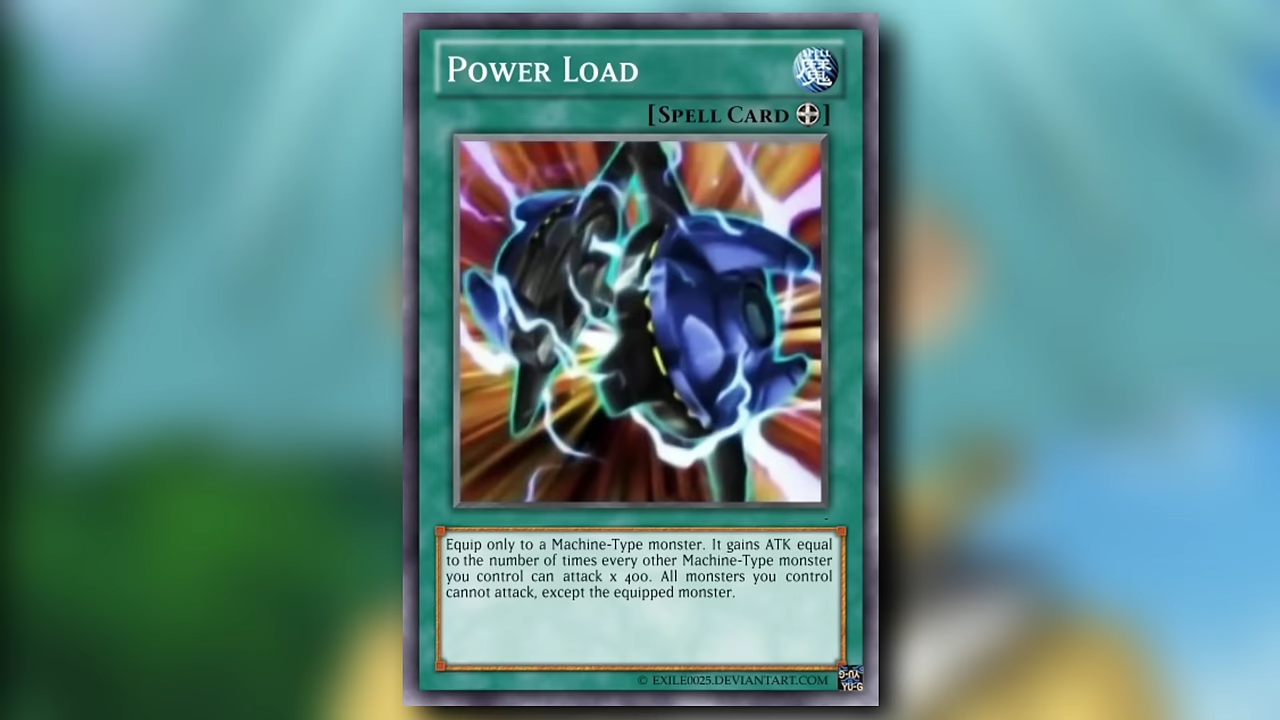 POWER LOAD
魔
[SPELL CARD]
Equip only to a Machine-Type monster. It gains ATK equal
to the number of times every other Machine-Type monster
you control can attack x 400. All monsters you control
cannot attack, except the equipped monster.
© EXILE0025.DEVIANTART.COM